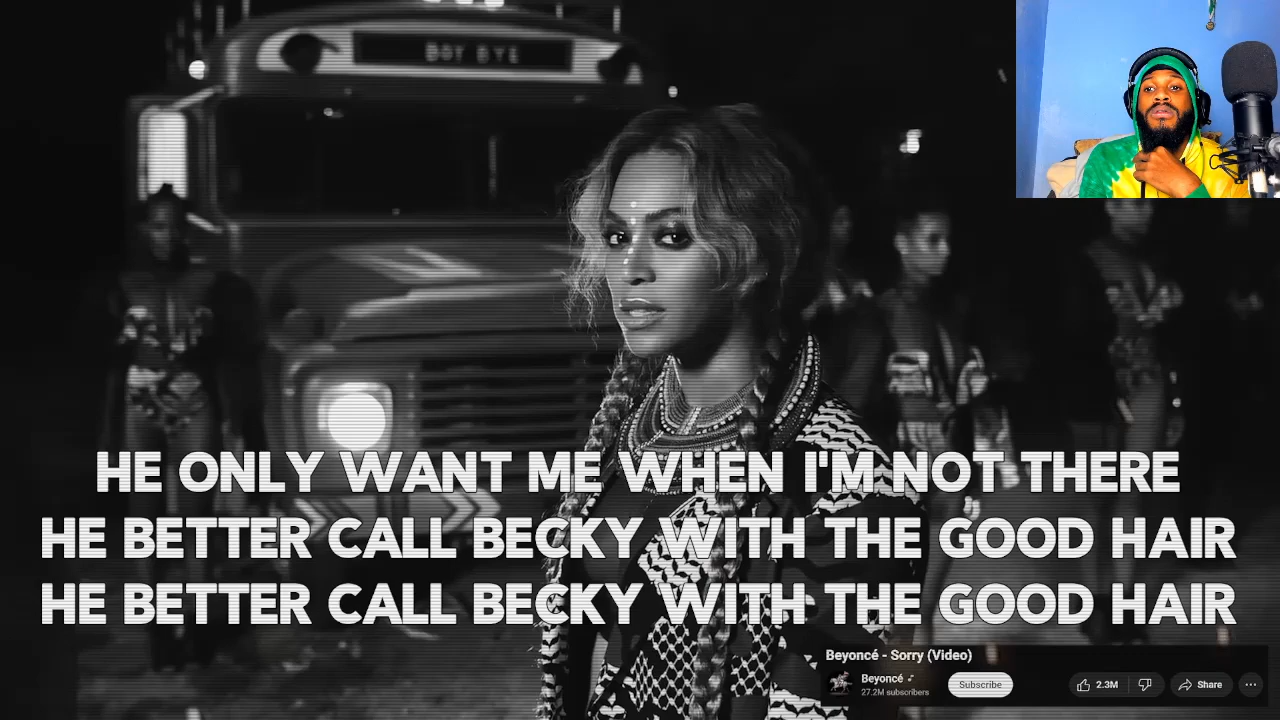 BOY BYE
HE ONLY WANT ME WHEN I'M NOT THERE
HE BETTER CALL BECKY WITH THE GOOD HAIR
HE BETTER CALL BECKY WITH THE GOOD HAIR
Beyoncé - Sorry (Video)
Beyoncé
27.2M subscribers
Subscribe
2.3M
Share